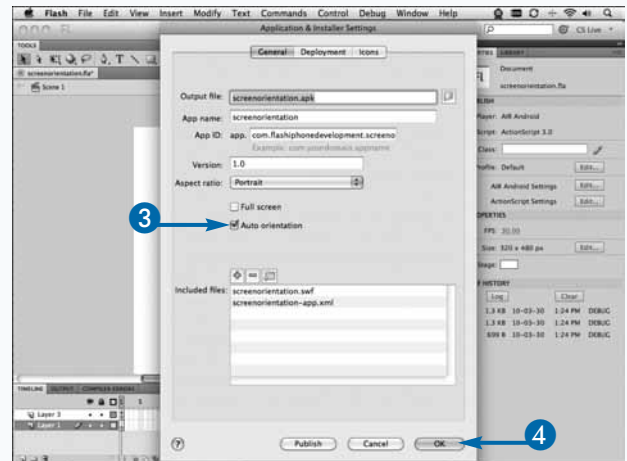 Flash File Edit View Insert Modify Text Commands Control Debug Window Help
CS Live
Application & Installer Settings
TOOLS
LIBRARY
General Deployment Icons
screenorientation.fla*
Scene 1
Document
screenorientation.fla
Output file: screenorientation.apk
App name: screenorientation
App ID: app. com.flashiphonedevelopment.screeno
Example: com.yourdomain.appname
Version: 1.0
Aspect ratio: Portrait
Full screen
3
Auto orientation
Included files: screenorientation.swf
screenorientation-app.xml
Player: AIR Android
Script: ActionScript 3.0
Class:
Profile: Default Edit...
AIR Android Settings Edit...
ActionScript Settings Edit...
FPS: 30.00
Size: 320 x 480 px Edit...
Stage:
HISTORY
Log Clear
1.3 KB 10-03-30 1:24 PM DEBUG
1.3 KB 10-03-30 1:24 PM DEBUG
699 B 10-03-30 1:24 PM DEBUG
TIMELINE OUTPUT COMPILER ERRORS
1
Layer 3
Layer 1
? Publish Cancel OK
4